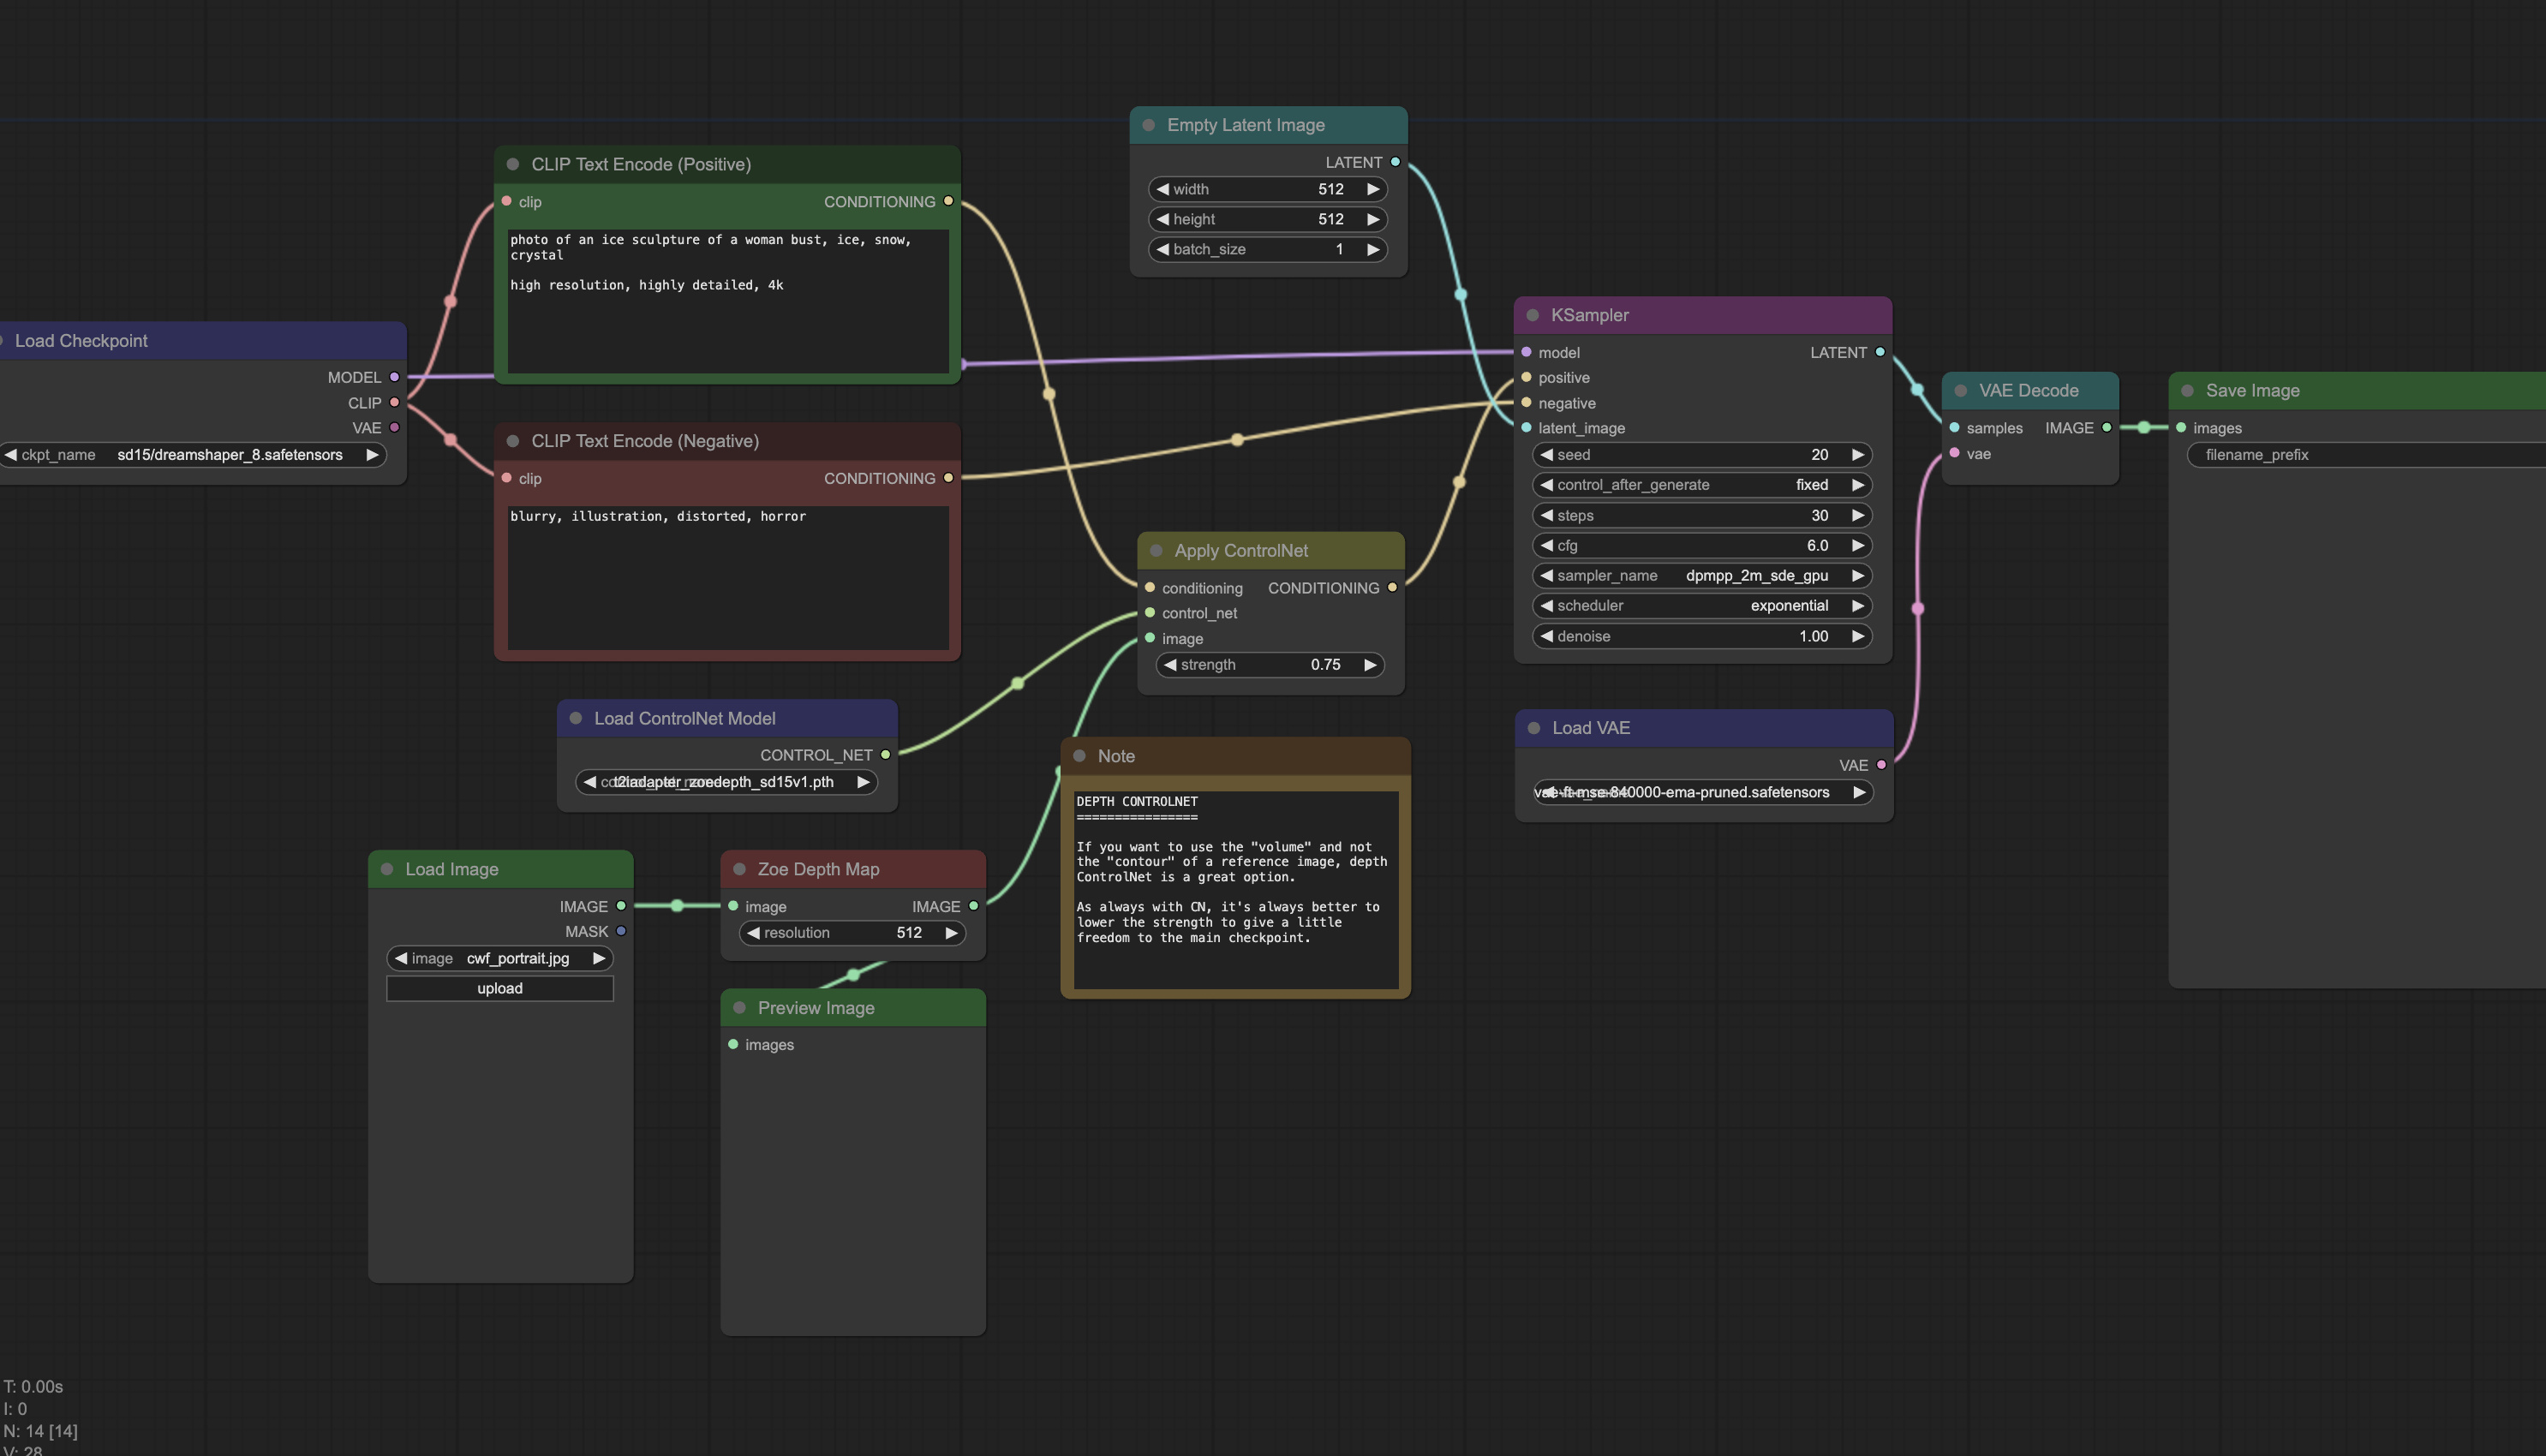 Empty Latent Image
LATENT
width 512
height 512
batch_size 1
CLIP Text Encode (Positive)
clip CONDITIONING
photo of an ice sculpture of a woman bust, ice, snow,
crystal
high resolution, highly detailed, 4k
Load Checkpoint
MODEL
CLIP
VAE
ckpt_name sd15/dreamshaper_8.safetensors
CLIP Text Encode (Negative)
clip CONDITIONING
blurry, illustration, distorted, horror
KSampler
model LATENT
positive
negative
latent_image
seed 20
control_after_generate fixed
steps 30
cfg 6.0
sampler_name dpmpp_2m_sde_gpu
scheduler exponential
denoise 1.00
VAE Decode
samples IMAGE
vae
Save Image
images
filename_prefix
Apply ControlNet
conditioning CONDITIONING
control_net
image
strength 0.75
Load ControlNet Model
CONTROL_NET
t2iadapter_zoedepth_sd15v1.pth
Load VAE
VAE
vae-ft-mse-840000-ema-pruned.safetensors
Note
DEPTH CONTROLNET
================
If you want to use the "volume" and not
the "contour" of a reference image, depth
ControlNet is a great option.
As always with CN, it's always better to
lower the strength to give a little
freedom to the main checkpoint.
Load Image
IMAGE
MASK
image cwf_portrait.jpg
upload
Zoe Depth Map
image IMAGE
resolution 512
Preview Image
images
T: 0.00s
I: 0
N: 14 [14]
V: 28